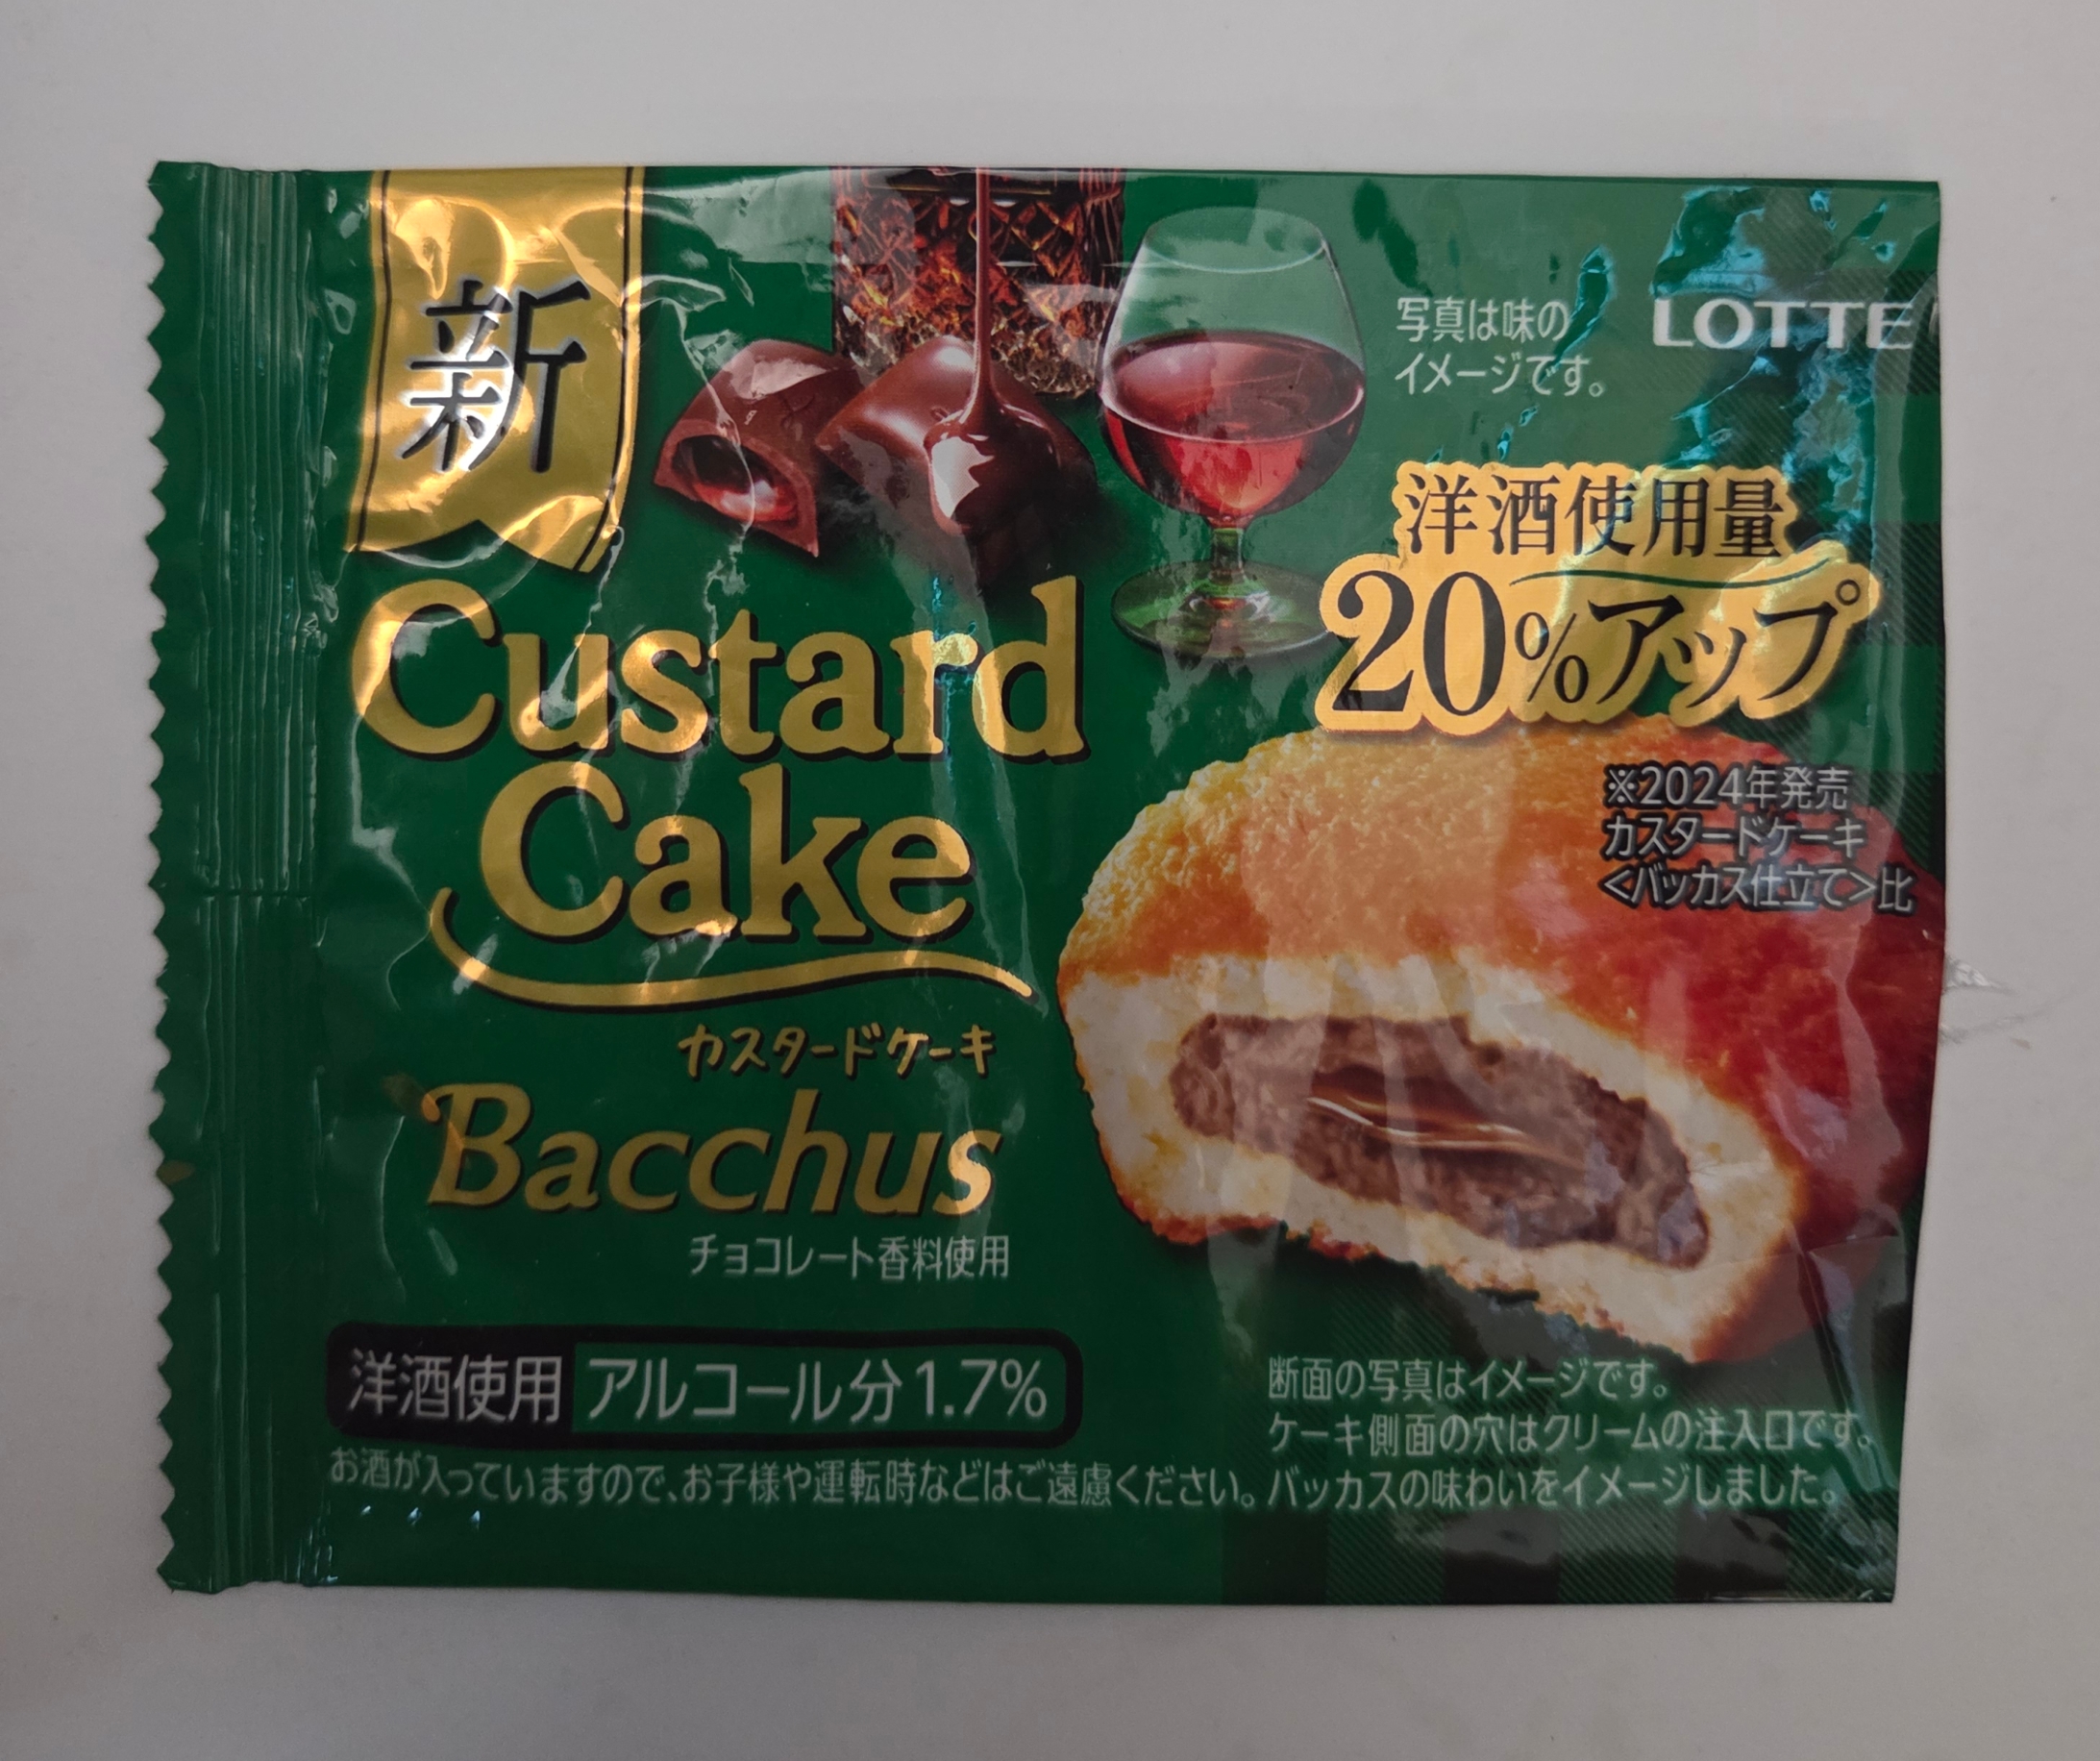 新
写真は味の
イメージです。
LOTTE
洋酒使用量
20%アップ
※2024年発売
カスタードケーキ
<バッカス仕立て>比
Custard
Cake
カスタードケーキ
Bacchus
チョコレート香料使用
洋酒使用 アルコール分1.7%
お酒が入っていますので、お子様や運転時などはご遠慮ください。
断面の写真はイメージです。
ケーキ側面の穴はクリームの注入口です。
バッカスの味わいをイメージしました。